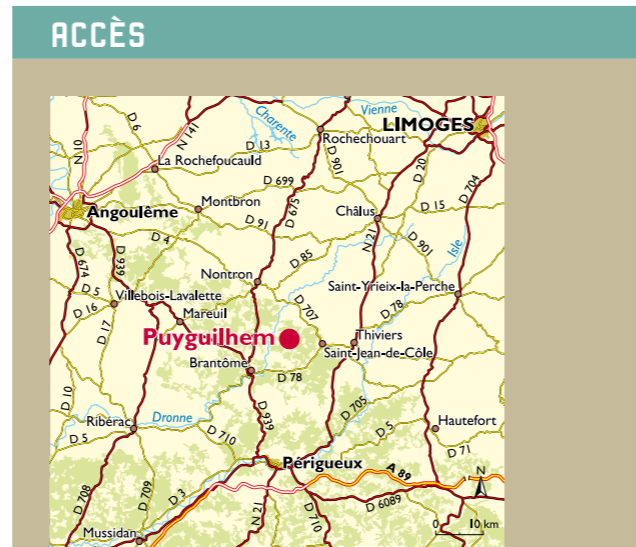 ACCÈS
Vienne
Charente
LIMOGES
D 6
N 141
Rochechouart
N 10
D 13
D 901
La Rochefoucauld
D 20
D 704
D 699
Montbron
D 675
Châlus
D 15
Angoulême
D 91
N 21
D 4
D 901
Isle
D 674
D 939
D 85
Nontron
Saint-Yrieix-la-Perche
D 5
Villebois-Lavalette
D 707
D 78
D 16
Mareuil
D 17
Puyguilhem
Thiviers
Saint-Jean-de-Côle
Brantôme
D 78
D 10
D 705
Dronne
D 939
Ribérac
Hautefort
D 5
D 710
D 5
D 71
Périgueux
A 89
N
D 708
D 709
D 3
D 6089
N 21
D 710
0 10 km
Mussidan